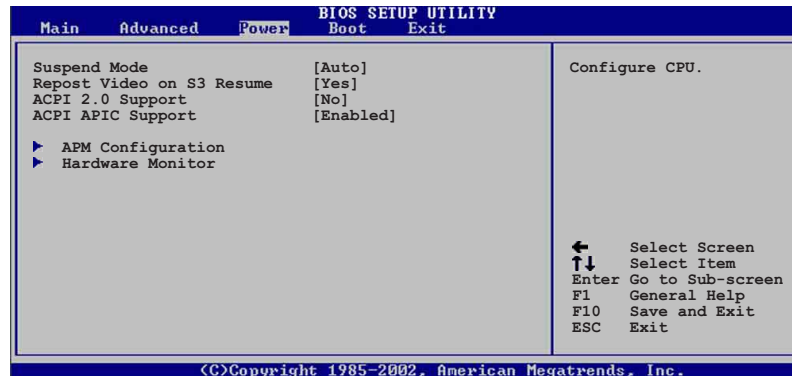 BIOS SETUP UTILITY
Main Advanced Power Boot Exit
Suspend Mode [Auto]
Repost Video on S3 Resume [Yes]
ACPI 2.0 Support [No]
ACPI APIC Support [Enabled]
APM Configuration
Hardware Monitor
Configure CPU.
← Select Screen
↑↓ Select Item
Enter Go to Sub-screen
F1 General Help
F10 Save and Exit
ESC Exit
(C)Copyright 1985-2002, American Megatrends, Inc.